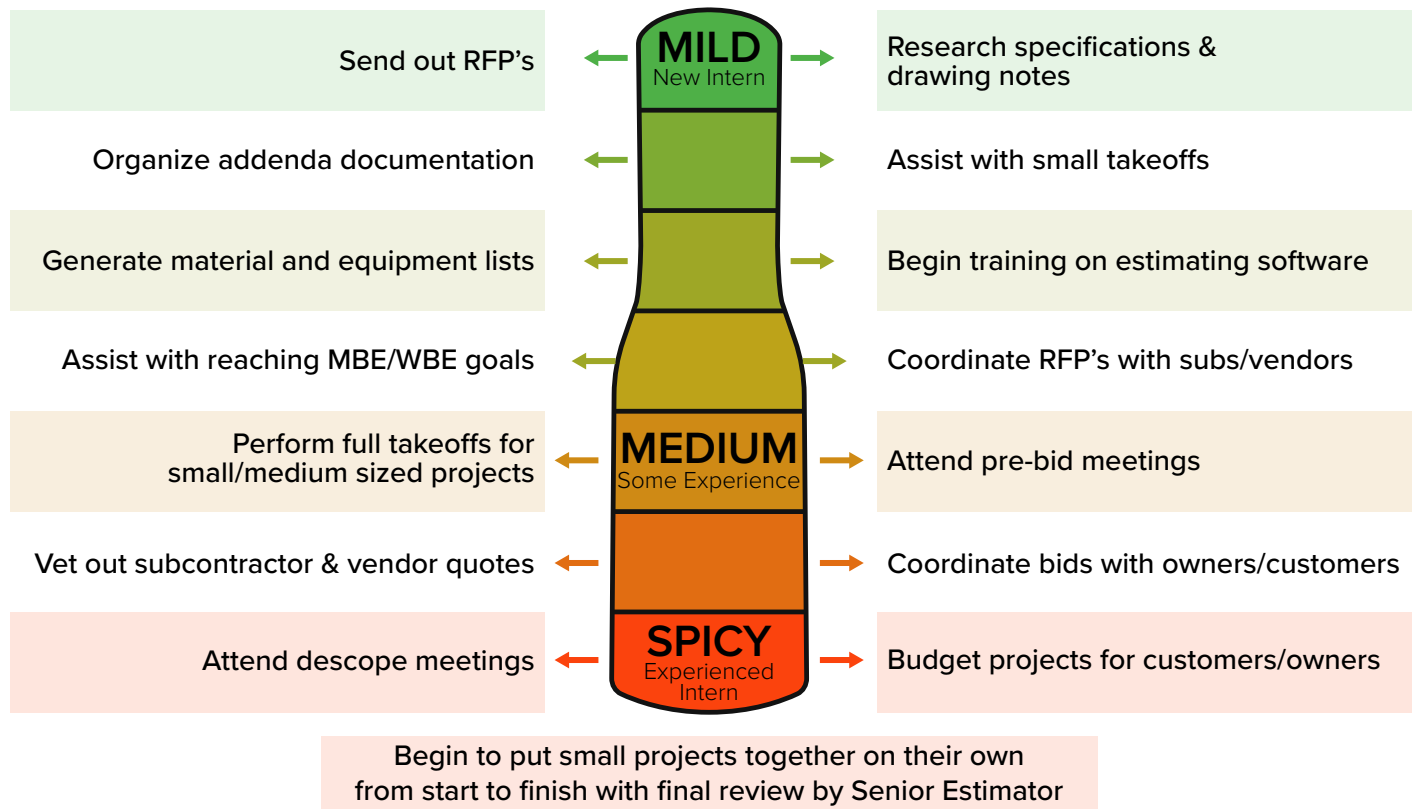 Send out RFP's
MILD
New Intern
Research specifications &
drawing notes
Organize addenda documentation
Assist with small takeoffs
Generate material and equipment lists
Begin training on estimating software
Assist with reaching MBE/WBE goals
Coordinate RFP's with subs/vendors
Perform full takeoffs for
small/medium sized projects
MEDIUM
Some Experience
Attend pre-bid meetings
Vet out subcontractor & vendor quotes
Coordinate bids with owners/customers
Attend descope meetings
SPICY
Experienced
Intern
Budget projects for customers/owners
Begin to put small projects together on their own
from start to finish with final review by Senior Estimator